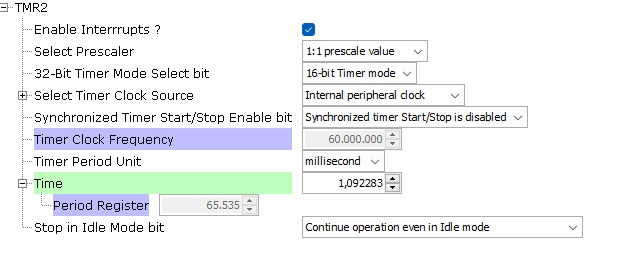 TMR2
Enable Interrrupts ?
Select Prescaler 1:1 prescale value
32-Bit Timer Mode Select bit 16-bit Timer mode
Select Timer Clock Source Internal peripheral clock
Synchronized Timer Start/Stop Enable bit Synchronized timer Start/Stop is disabled
Timer Clock Frequency 60.000.000
Timer Period Unit millisecond
Time 1,092283
Period Register 65.535
Stop in Idle Mode bit Continue operation even in Idle mode